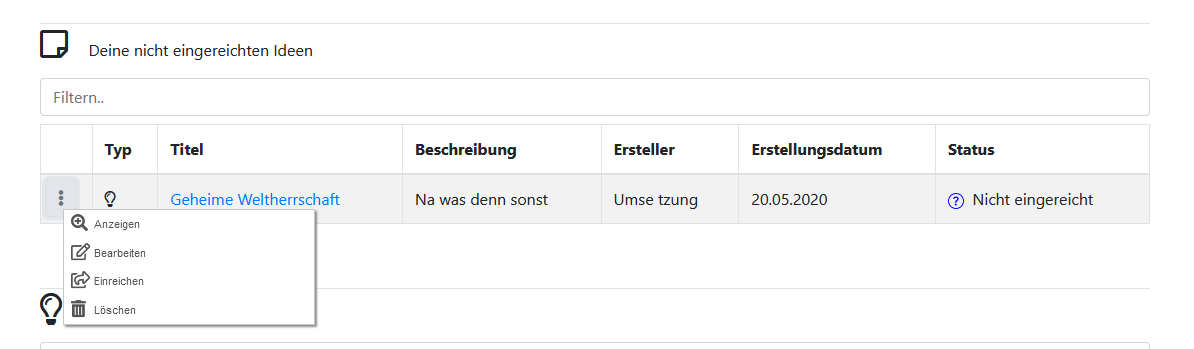 Deine nicht eingereichten Ideen
Filtern..
Typ Titel Beschreibung Ersteller Erstellungsdatum Status
Geheime Weltherrschaft Na was denn sonst Umse tzung 20.05.2020 Nicht eingereicht
Anzeigen
Bearbeiten
Einreichen
Löschen